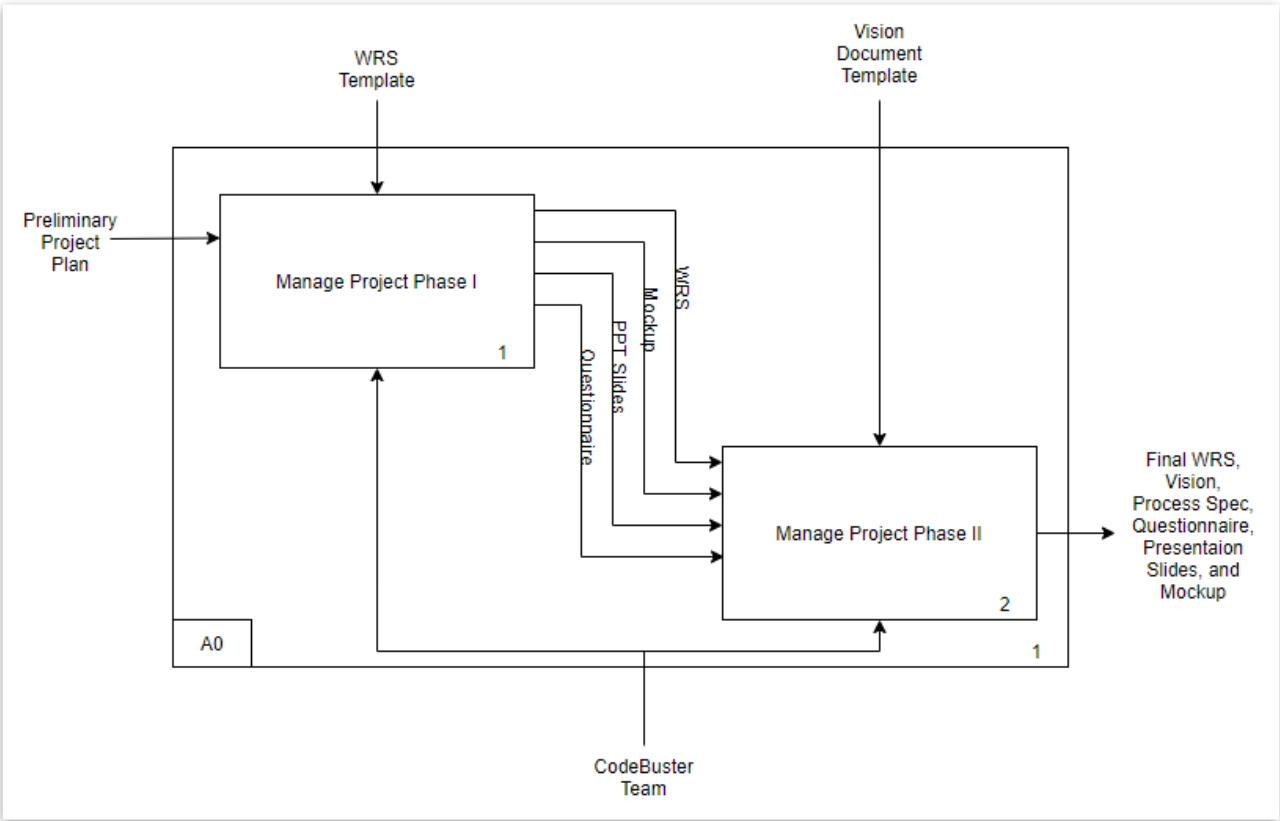 Vision
Document
Template
WRS
Template
Preliminary
Project
Plan
Manage Project Phase I
1
WRS
Mockup
PPT Slides
Questionnaire
Manage Project Phase II
2
Final WRS,
Vision,
Process Spec,
Questionnaire,
Presentaion
Slides, and
Mockup
A0
1
CodeBuster
Team